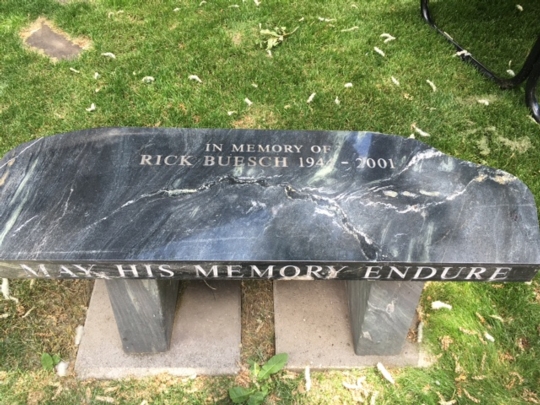 IN MEMORY OF
RICK BUESCH - 2001
MAY HIS MEMORY ENDURE